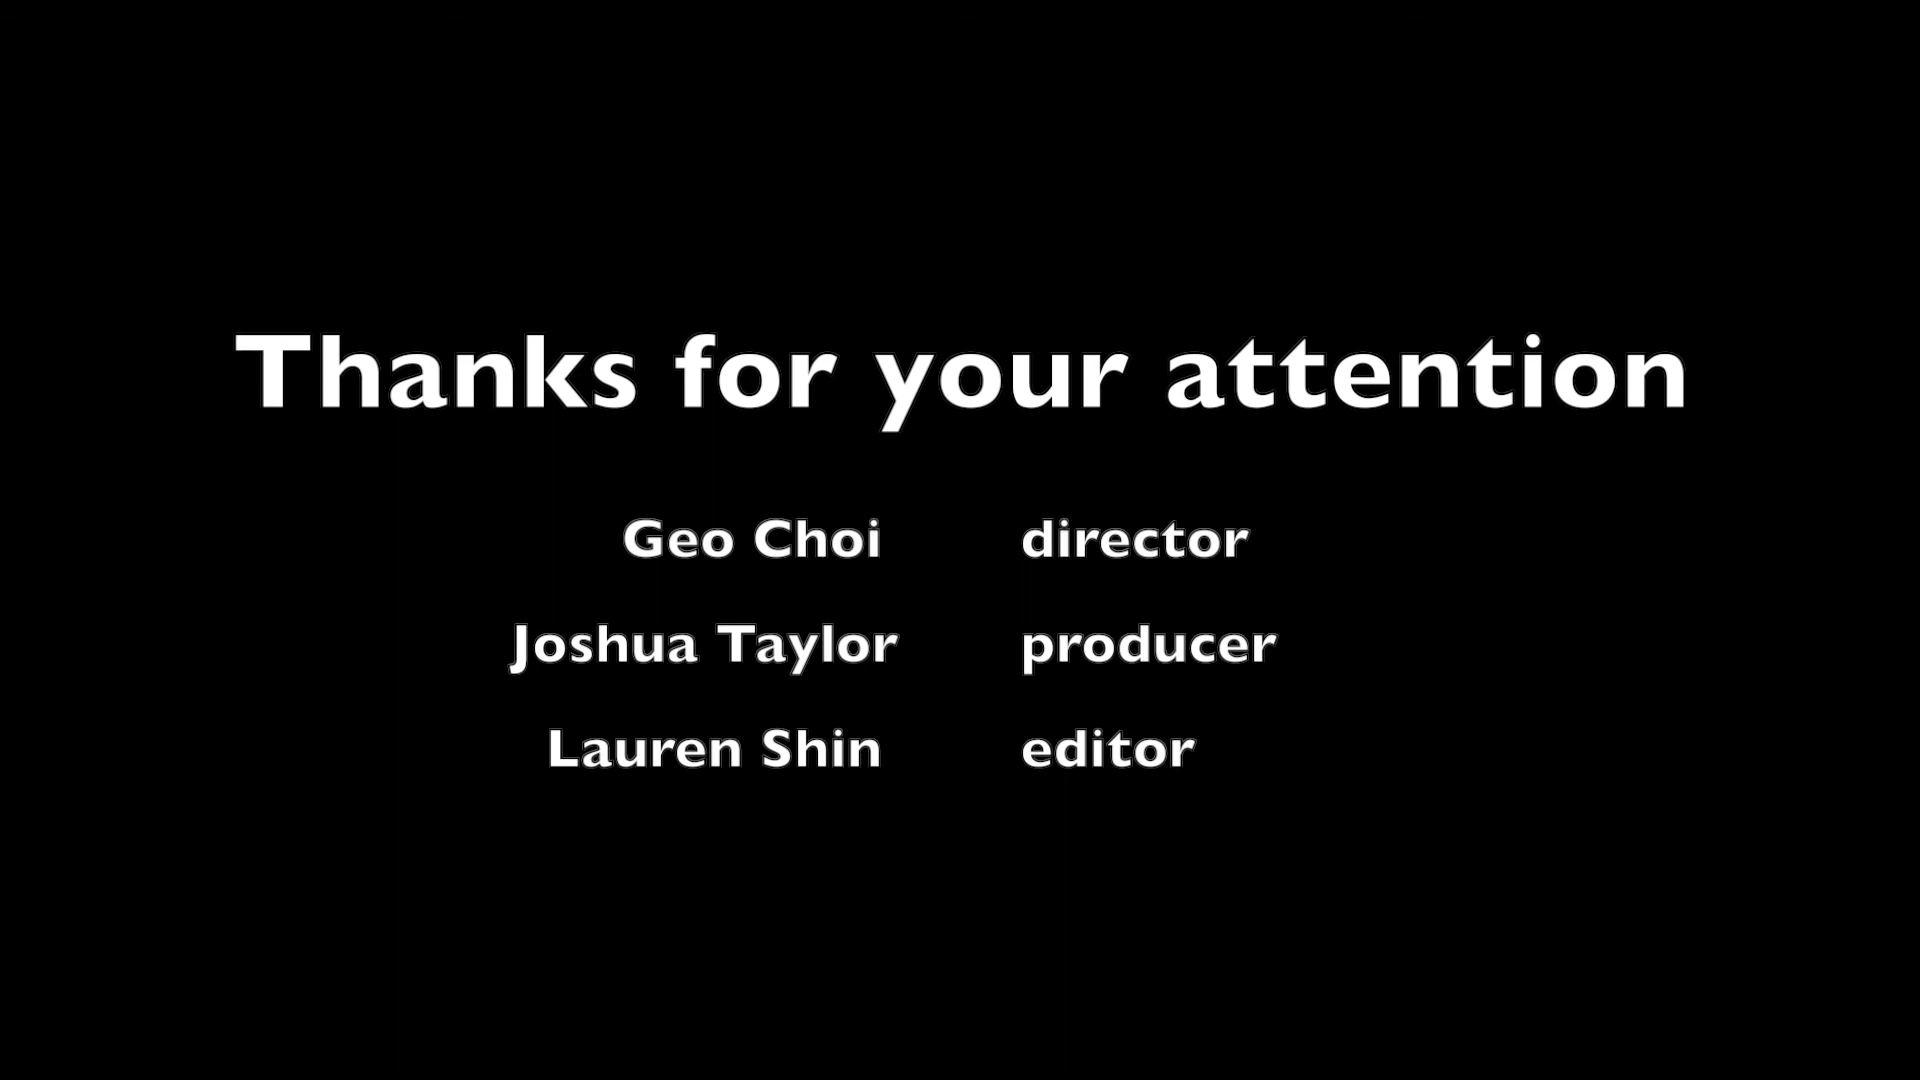 Thanks for your attention
Geo Choi director
Joshua Taylor producer
Lauren Shin editor